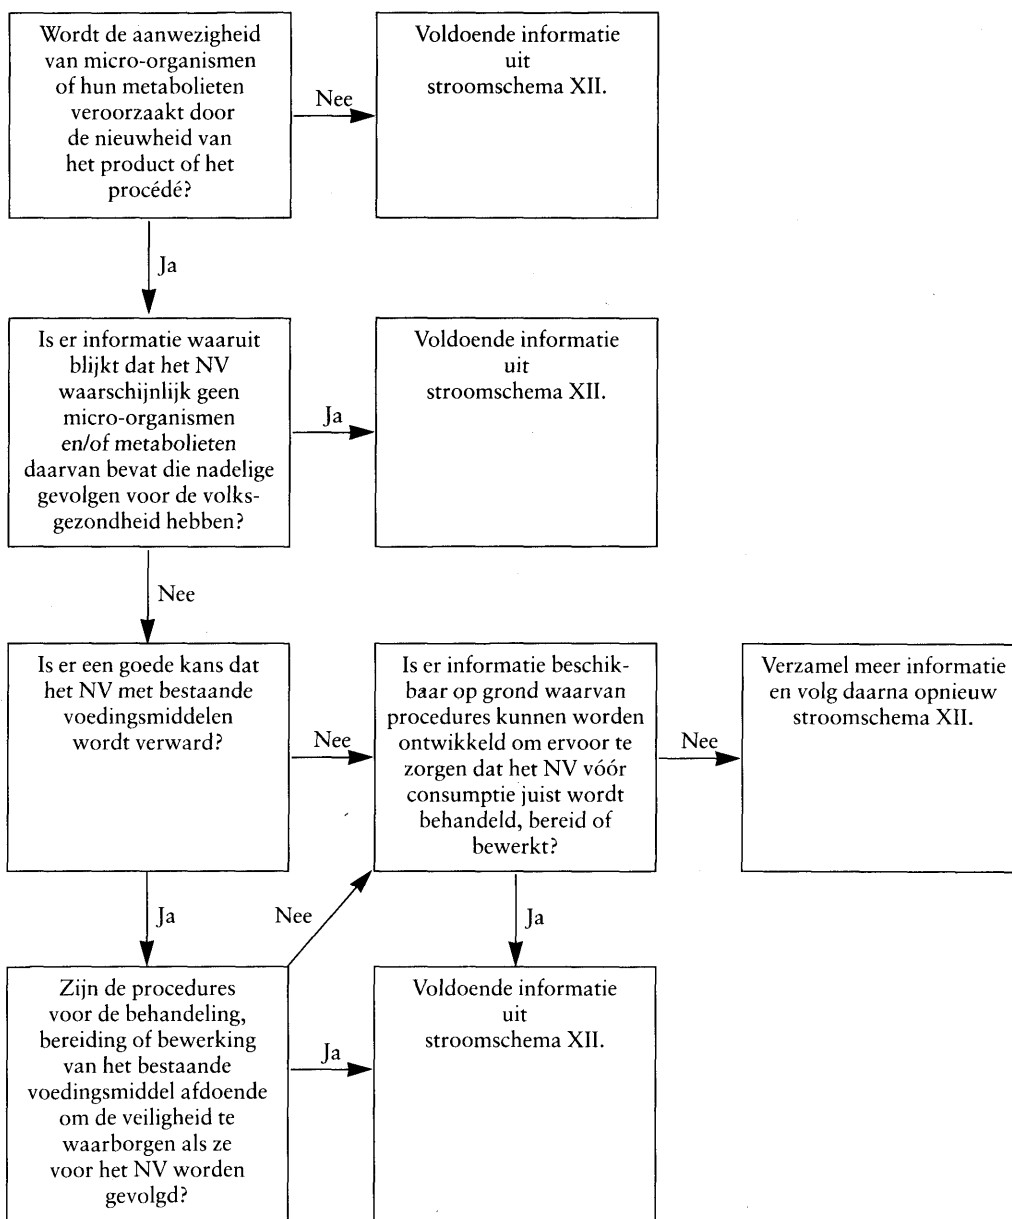 Wordt de aanwezigheid
van micro-organismen
of hun metabolieten
veroorzaakt door
de nieuwheid van
het product of het
procédé?
Nee
Voldoende informatie
uit
stroomschema XII.
Ja
Is er informatie waaruit
blijkt dat het NV
waarschijnlijk geen
micro-organismen
en/of metabolieten
daarvan bevat die nadelige
gevolgen voor de volks-
gezondheid hebben?
Ja
Voldoende informatie
uit
stroomschema XII.
Nee
Is er een goede kans dat
het NV met bestaande
voedingsmiddelen
wordt verward?
Nee
Is er informatie beschik-
baar op grond waarvan
procedures kunnen worden
ontwikkeld om ervoor te
zorgen dat het NV vóór
consumptie juist wordt
behandeld, bereid of
bewerkt?
Nee
Verzamel meer informatie
en volg daarna opnieuw
stroomschema XII.
Ja
Nee
Ja
Zijn de procedures
voor de behandeling,
bereiding of bewerking
van het bestaande
voedingsmiddel afdoende
om de veiligheid te
waarborgen als ze
voor het NV worden
gevolgd?
Ja
Voldoende informatie
uit
stroomschema XII.